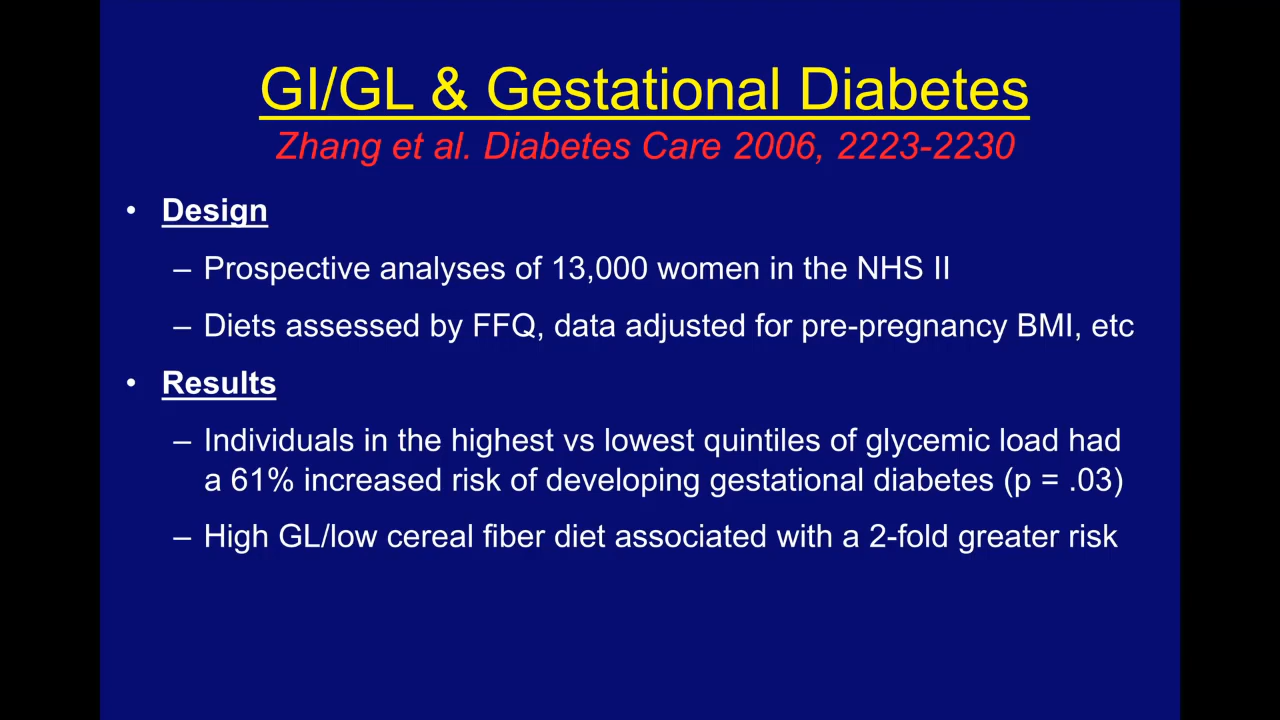 GI/GL & Gestational Diabetes
Zhang et al. Diabetes Care 2006, 2223-2230
• Design
– Prospective analyses of 13,000 women in the NHS II
– Diets assessed by FFQ, data adjusted for pre-pregnancy BMI, etc
• Results
– Individuals in the highest vs lowest quintiles of glycemic load had
a 61% increased risk of developing gestational diabetes (p = .03)
– High GL/low cereal fiber diet associated with a 2-fold greater risk